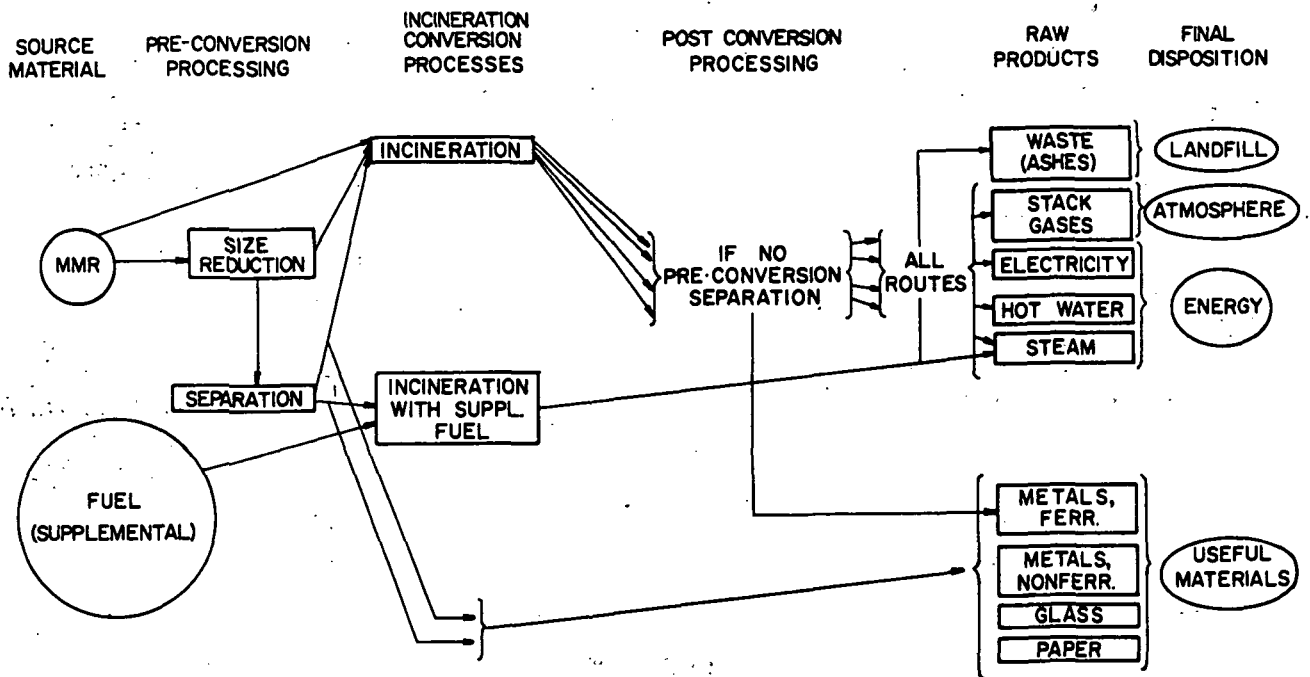 SOURCE
MATERIAL
PRE-CONVERSION
PROCESSING
INCINERATION
CONVERSION
PROCESSES
POST CONVERSION
PROCESSING
RAW
PRODUCTS
FINAL
DISPOSITION
MMR
SIZE
REDUCTION
SEPARATION
FUEL
(SUPPLEMENTAL)
INCINERATION
INCINERATION
WITH SUPPL.
FUEL
IF NO
PRE-CONVERSION
SEPARATION
ALL
ROUTES
WASTE
(ASHES)
STACK
GASES
ELECTRICITY
HOT WATER
STEAM
METALS,
FERR.
METALS,
NONFERR.
GLASS
PAPER
LANDFILL
ATMOSPHERE
ENERGY
USEFUL
MATERIALS